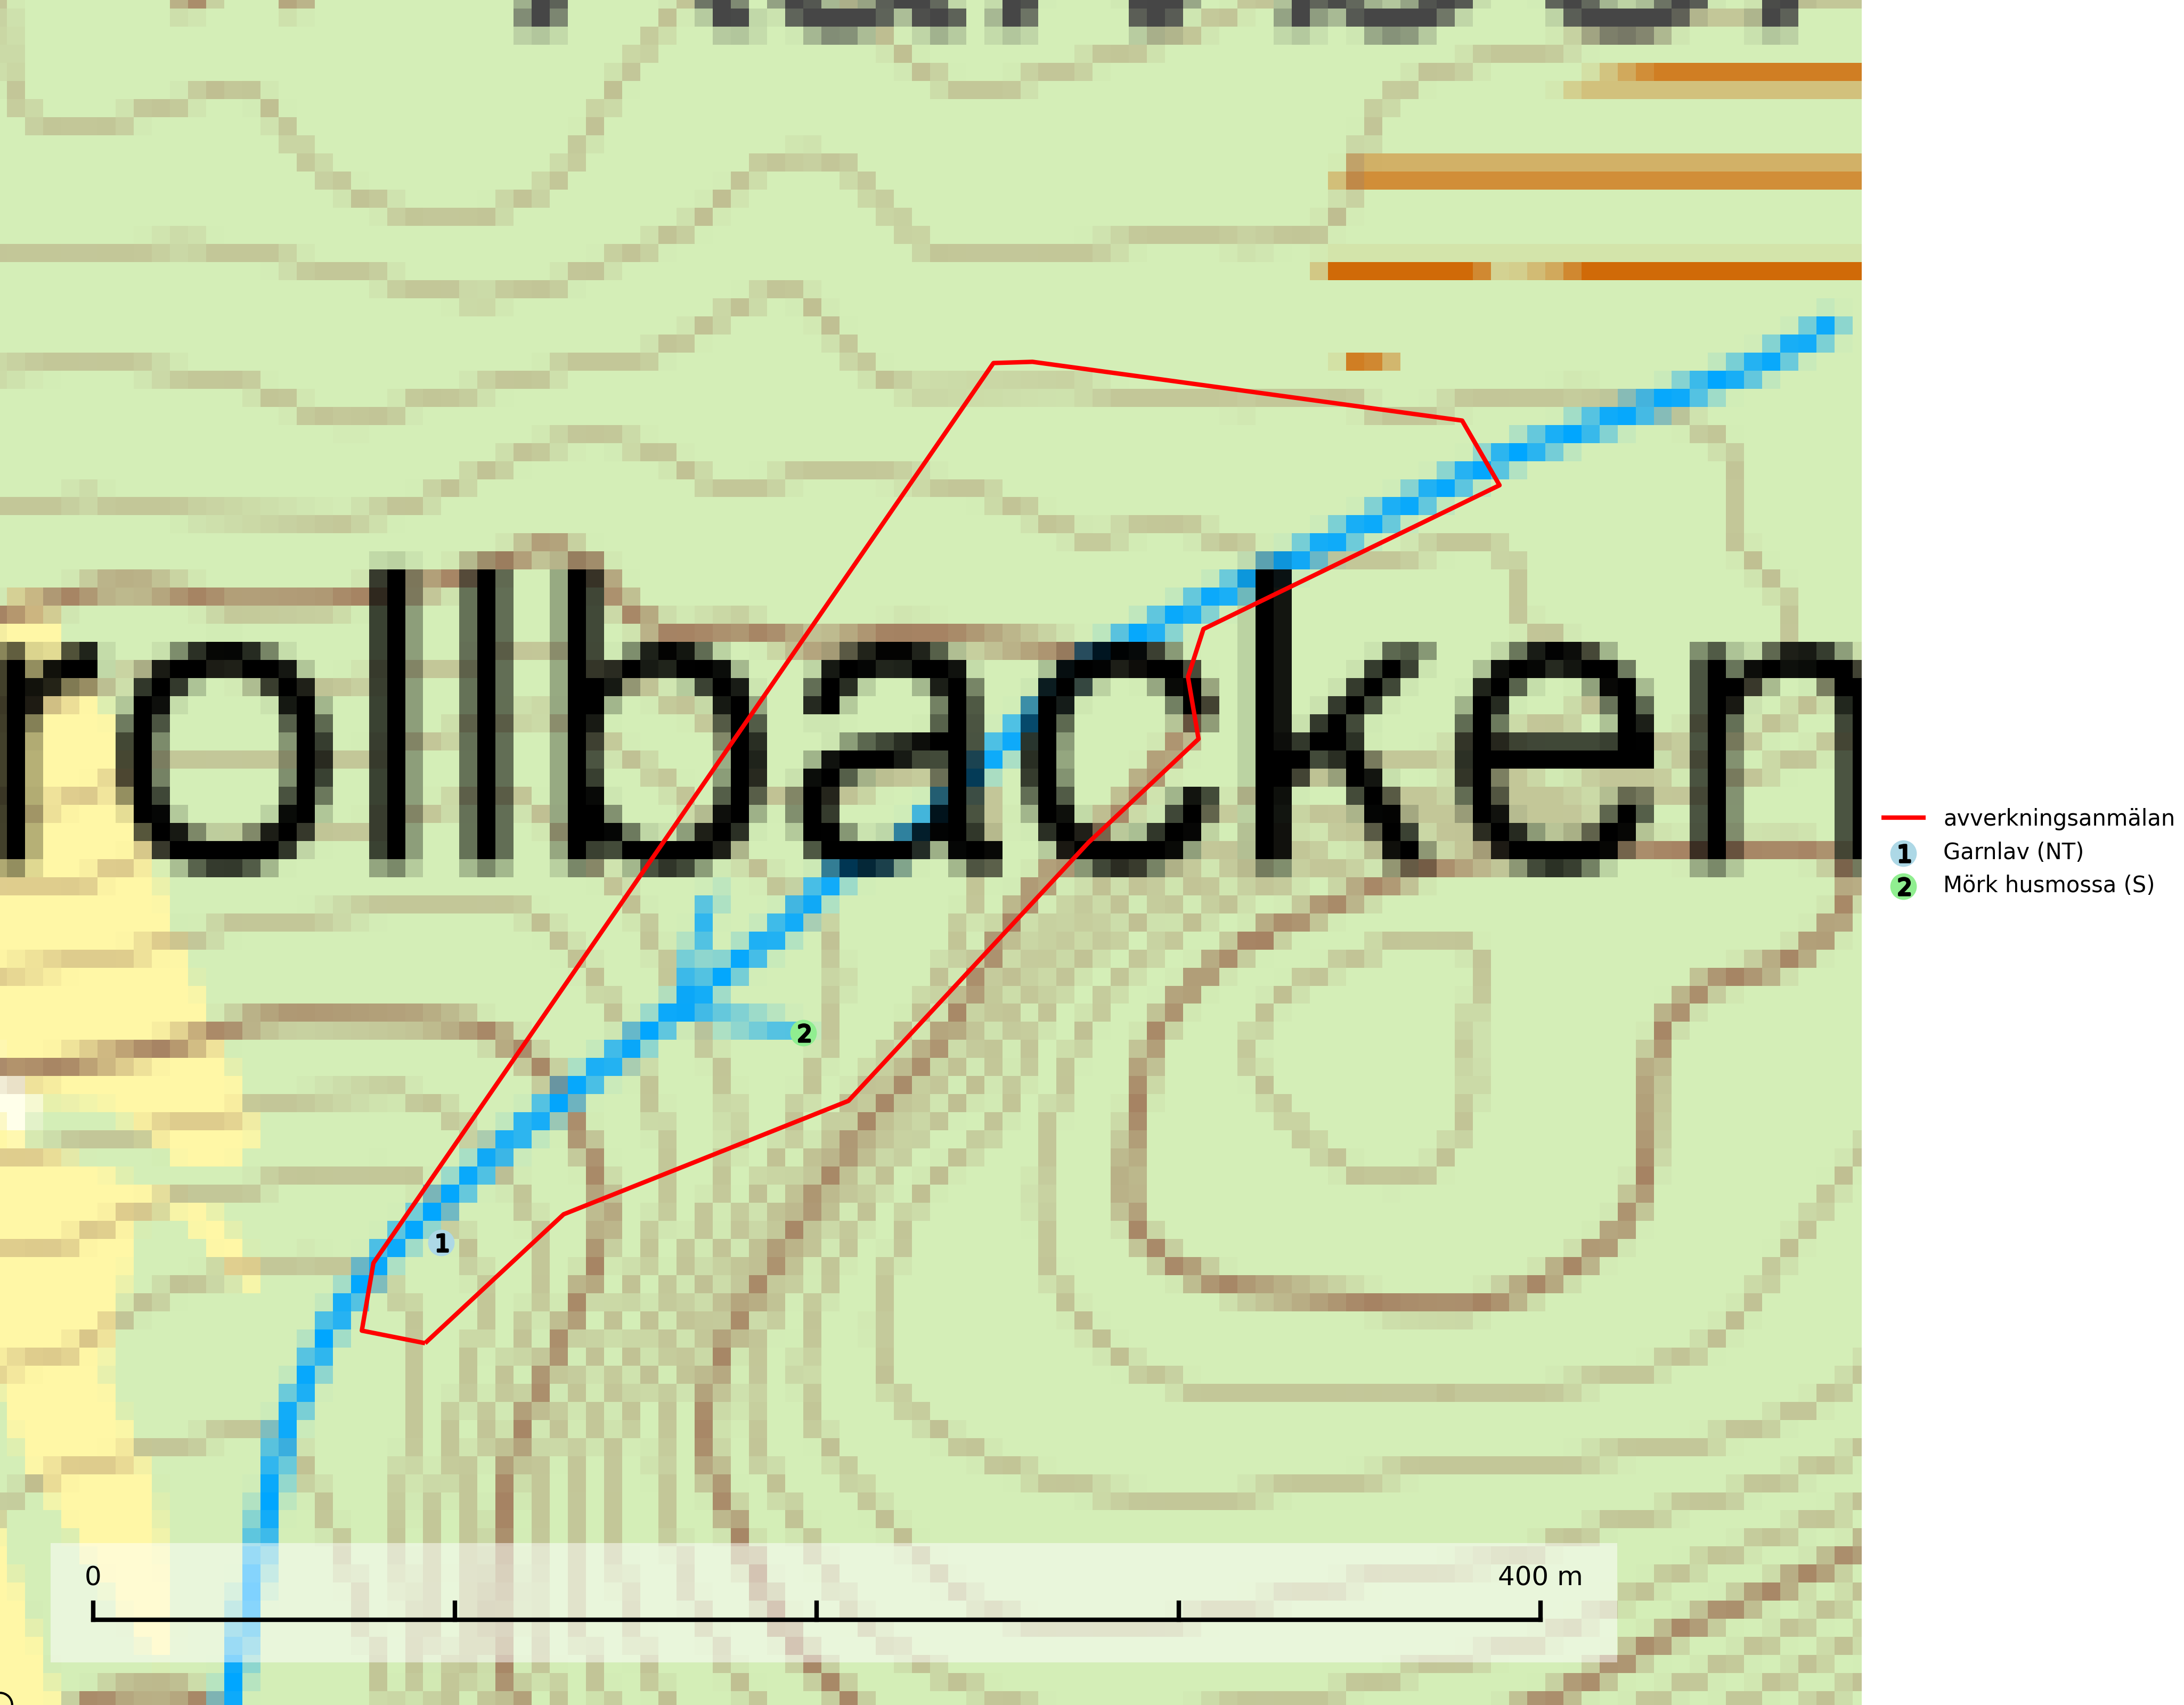 rollbacken
avverkningsanmälan
1 Garnlav (NT)
2 Mörk husmossa (S)
2
1
0 400 m